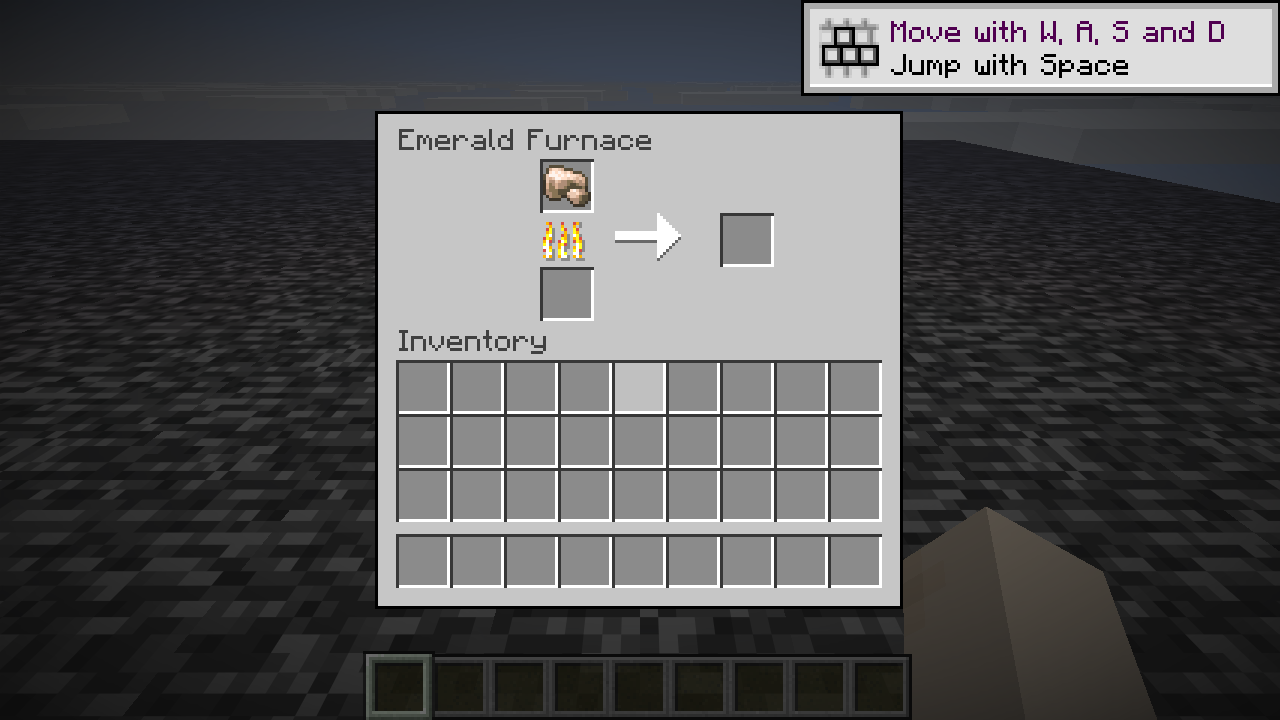 Move with W, A, S and D
Jump with Space
Emerald Furnace
Inventory